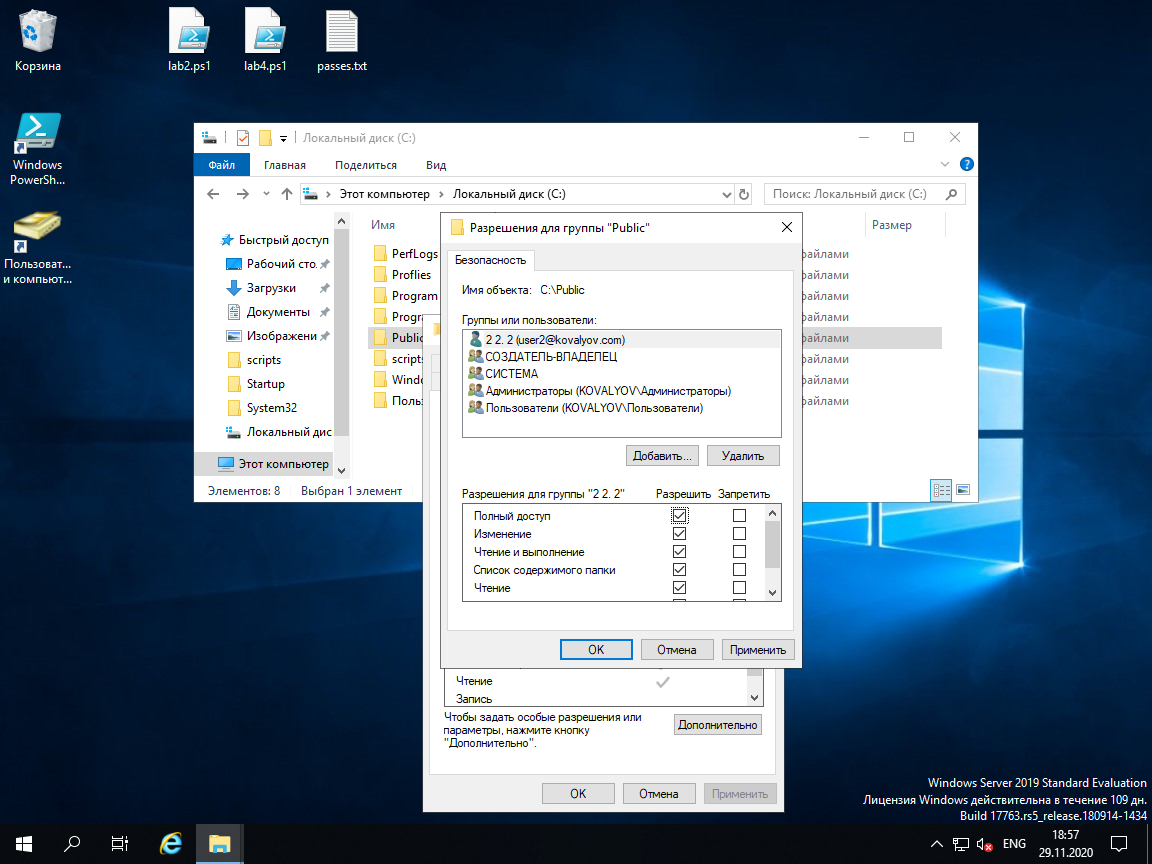 Корзина
lab2.ps1
lab4.ps1
passes.txt
Windows
PowerSh...
Пользоват...
и компьют...
Локальный диск (C:)
Файл
Главная
Поделиться
Вид
Этот компьютер
Локальный диск (C:)
Поиск: Локальный диск (C:)
Быстрый доступ
Рабочий сто.
Загрузки
Документы
Изображени
scripts
Startup
System32
Локальный дис
Этот компьютер
Имя
Размер
PerfLogs
Proflies
Program
Progra
Public
scripts
Windo
Польз
файлами
файлами
файлами
файлами
файлами
файлами
файлами
файлами
Элементов: 8
Выбран 1 элемент
Разрешения для группы "Public"
Безопасность
Имя объекта: C:\Public
Группы или пользователи:
2 2. 2 (user2@kovalyov.com)
СОЗДАТЕЛЬ-ВЛАДЕЛЕЦ
СИСТЕМА
Администраторы (KOVALYOV\Администраторы)
Пользователи (KOVALYOV\Пользователи)
Добавить...
Удалить
Разрешения для группы "2 2. 2"
Разрешить
Запретить
Полный доступ
Изменение
Чтение и выполнение
Список содержимого папки
Чтение
OK
Отмена
Применить
Чтение
Запись
Чтобы задать особые разрешения или
параметры, нажмите кнопку
"Дополнительно".
Дополнительно
OK
Отмена
Применить
Windows Server 2019 Standard Evaluation
Лицензия Windows действительна в течение 109 дн.
Build 17763.rs5_release.180914-1434
ENG
18:57
29.11.2020